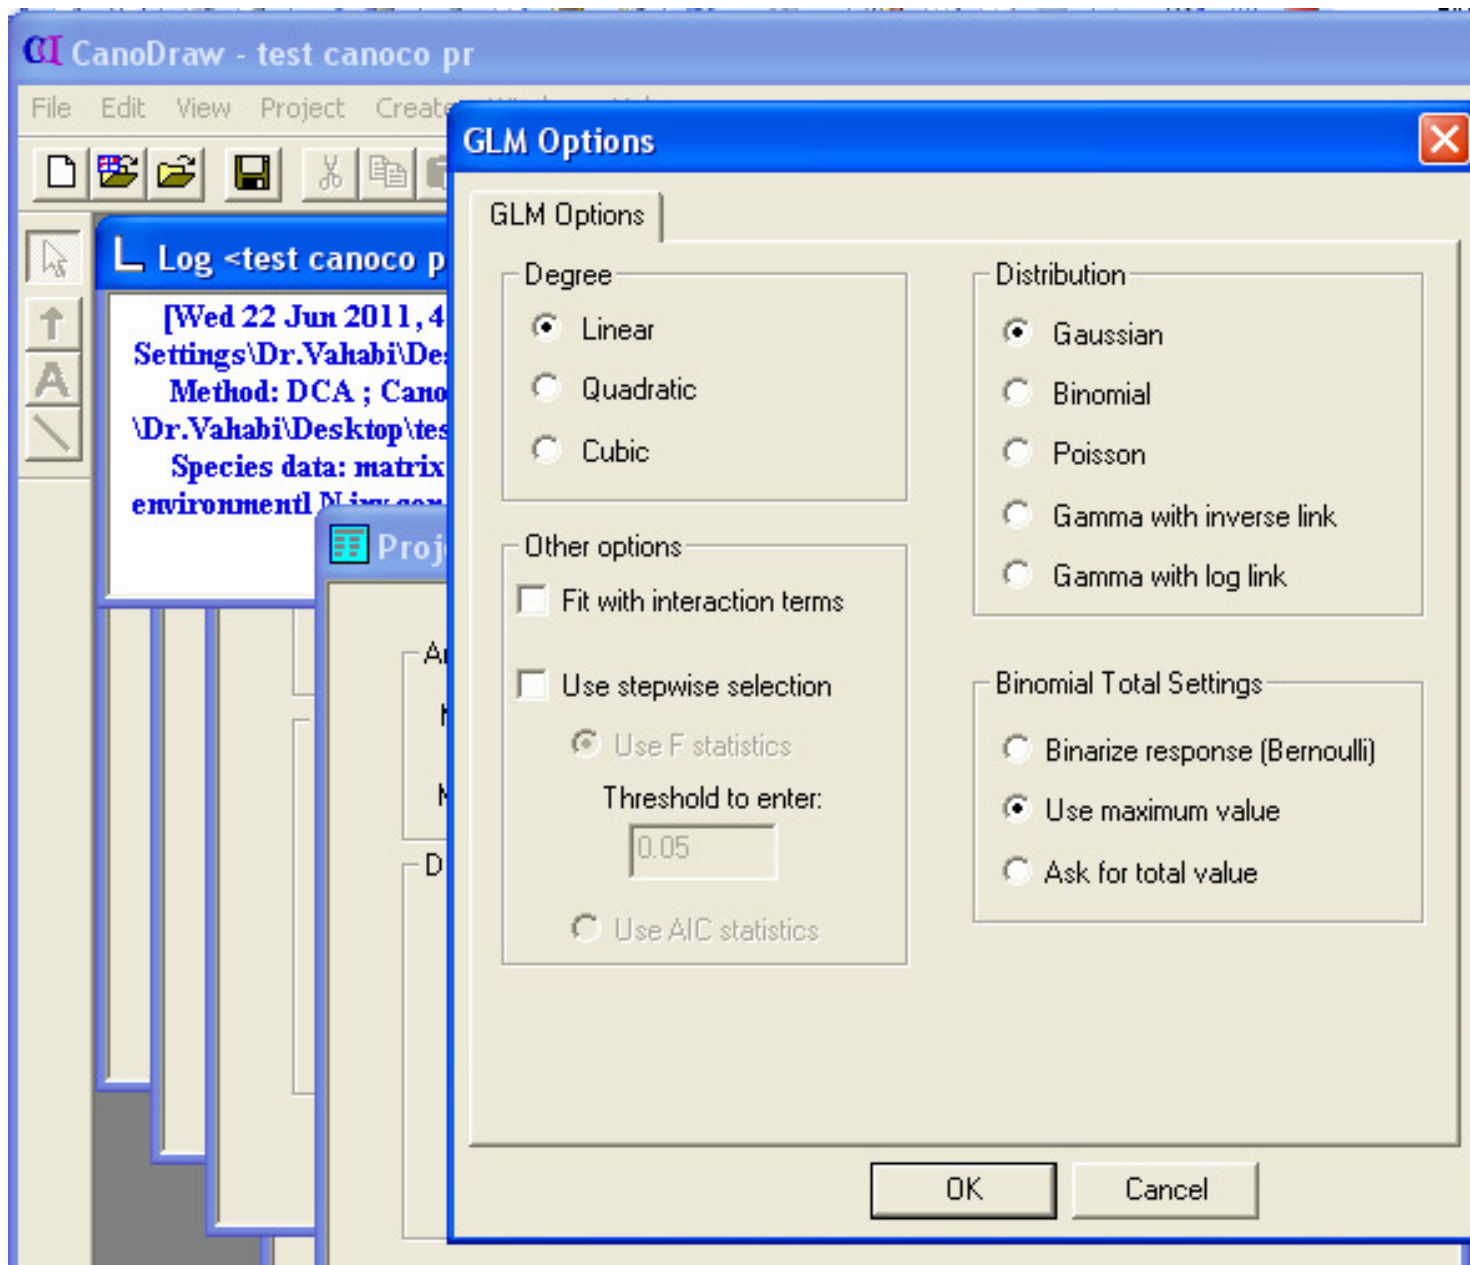 CanoDraw - test canoco pr
File Edit View Project Create
GLM Options
GLM Options
Log <test canoco p
[Wed 22 Jun 2011, 4
Settings\Dr.Vahabi\Des
Method: DCA ; Cano
\Dr.Vahabi\Desktop\tes
Species data: matrix
environmentl N
Proj
A
D
Degree
Linear
Quadratic
Cubic
Other options
Fit with interaction terms
Use stepwise selection
Use F statistics
Threshold to enter:
0.05
Use AIC statistics
Distribution
Gaussian
Binomial
Poisson
Gamma with inverse link
Gamma with log link
Binomial Total Settings
Binarize response (Bernoulli)
Use maximum value
Ask for total value
OK Cancel